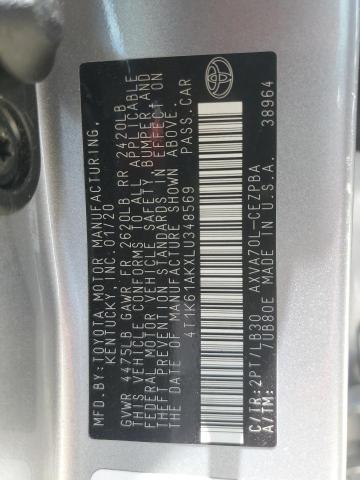 MFD.BY:TOYOTA MOTOR MANUFACTURING,
KENTUCKY, INC. 01/20
GVWR 4475LB GAWR FR 2620LB RR 2420LB
THIS VEHICLE CONFORMS TO ALL APPLICABLE
FEDERAL MOTOR VEHICLE SAFETY, BUMPER AND
THEFT PREVENTION STANDARDS IN EFFECT ON
THE DATE OF MANUFACTURE SHOWN ABOVE.
4T1K61AKXLU348569 PASS.CAR
C/TR:2PT/LB30 AXVA70L-CEZPBA
A/TM: 7UB80E MADE IN U.S.A. 38964